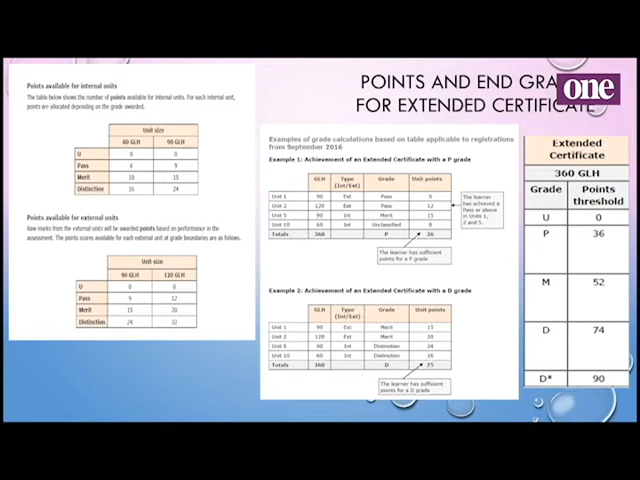 POINTS AND END GRA
FOR EXTENDED CERTIFICATE
one
Points available for internal units
The table below shows the number of points available for internal units. For each internal unit,
points are allocated depending on the grade awarded.
Unit size
60 GLH 90 GLH
U 0 0
Pass 6 9
Merit 10 15
Distinction 16 24
Points available for external units
Raw marks from the external units will be awarded points based on performance in the
assessment. The points scores available for each external unit at grade boundaries are as follows.
Unit size
90 GLH 120 GLH
U 0 0
Pass 9 12
Merit 15 20
Distinction 24 32
Examples of grade calculations based on table applicable to registrations
from September 2016
Example 1: Achievement of an Extended Certificate with a P grade
GLH Type (Int/Ext) Grade Unit points
Unit 1 90 Ext Pass 9
Unit 2 120 Ext Pass 12
Unit 5 90 Int Merit 15
Unit 10 60 Int Unclassified 0
Totals 360 P 36
The learner
has achieved a
Pass or above
in Units 1,
2 and 5.
The learner has sufficient
points for a P grade
Example 2: Achievement of an Extended Certificate with a D grade
GLH Type (Int/Ext) Grade Unit points
Unit 1 90 Ext Merit 15
Unit 2 120 Ext Merit 20
Unit 5 90 Int Distinction 24
Unit 10 60 Int Distinction 16
Totals 360 D 75
The learner has sufficient
points for a D grade
Extended
Certificate
360 GLH
Grade Points threshold
U 0
P 36
M 52
D 74
D* 90